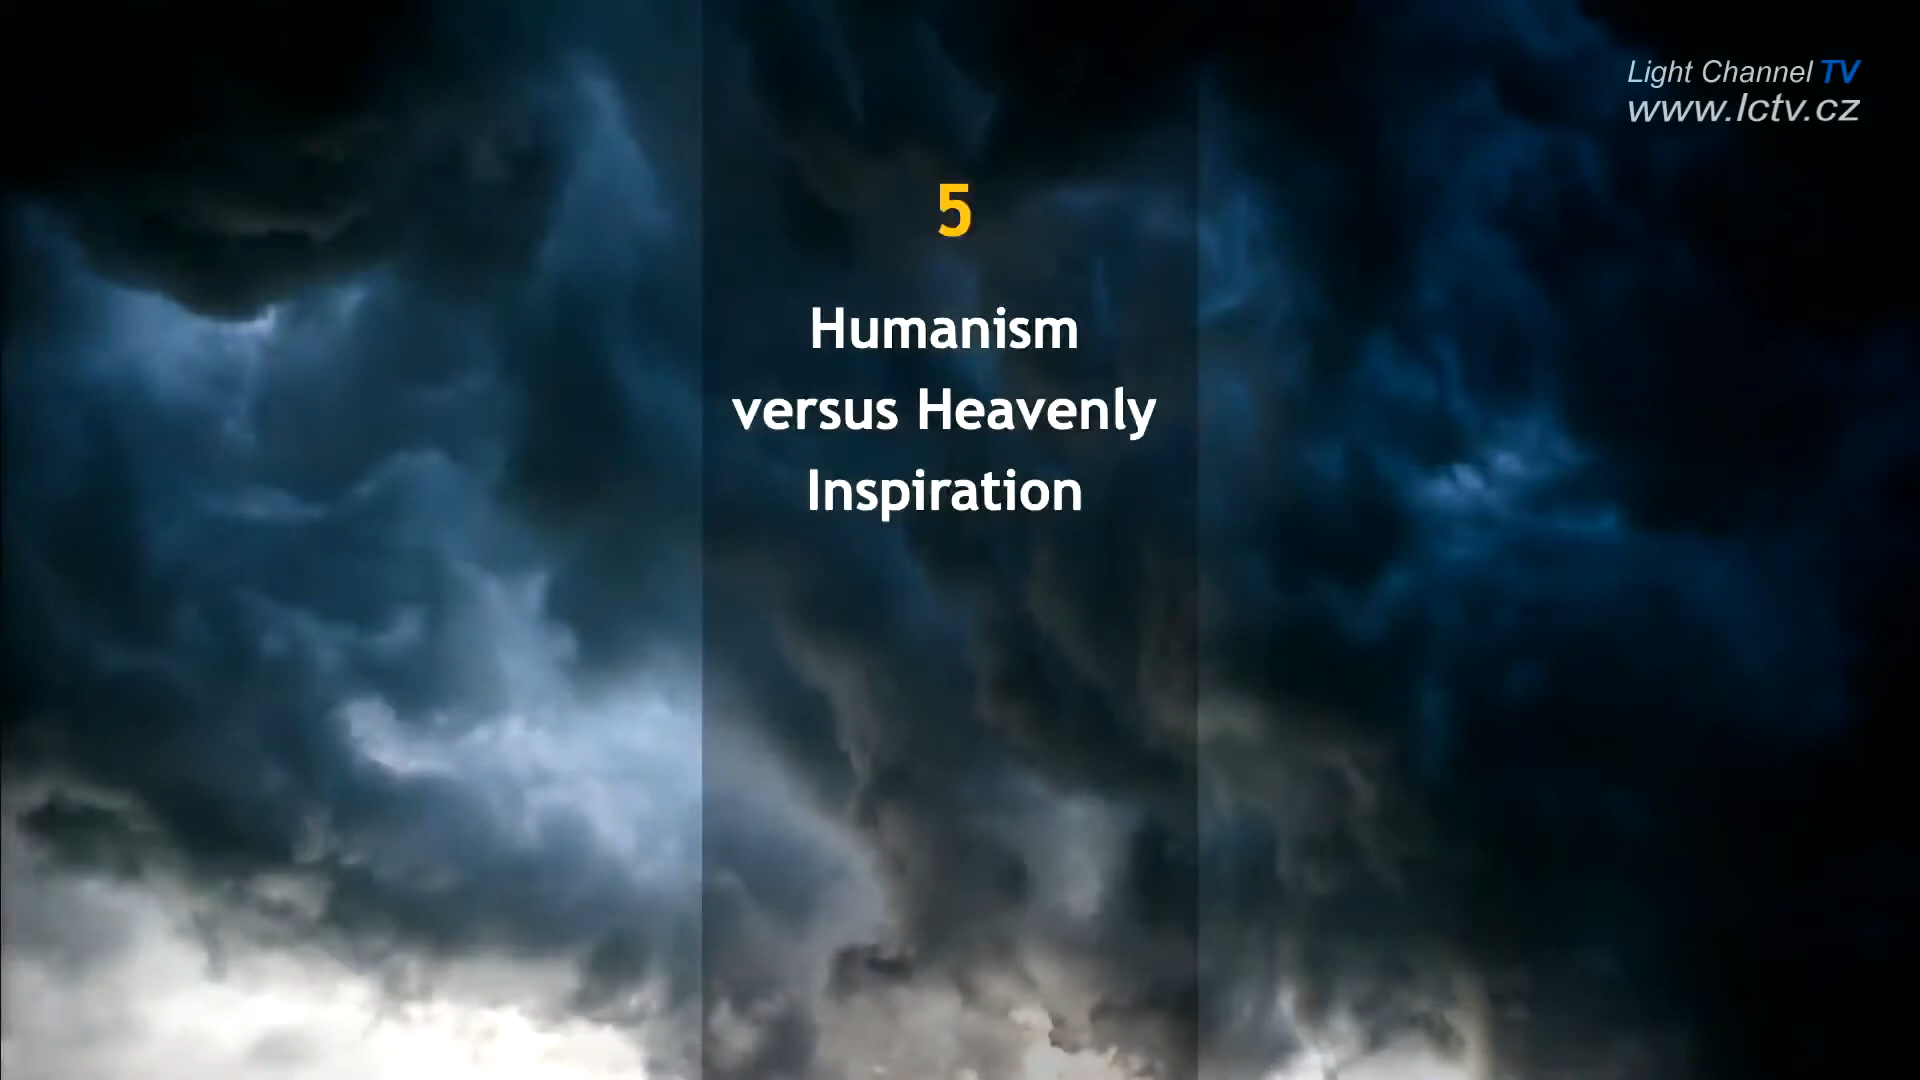 Light Channel TV
www.lctv.cz
5
Humanism
versus Heavenly
Inspiration